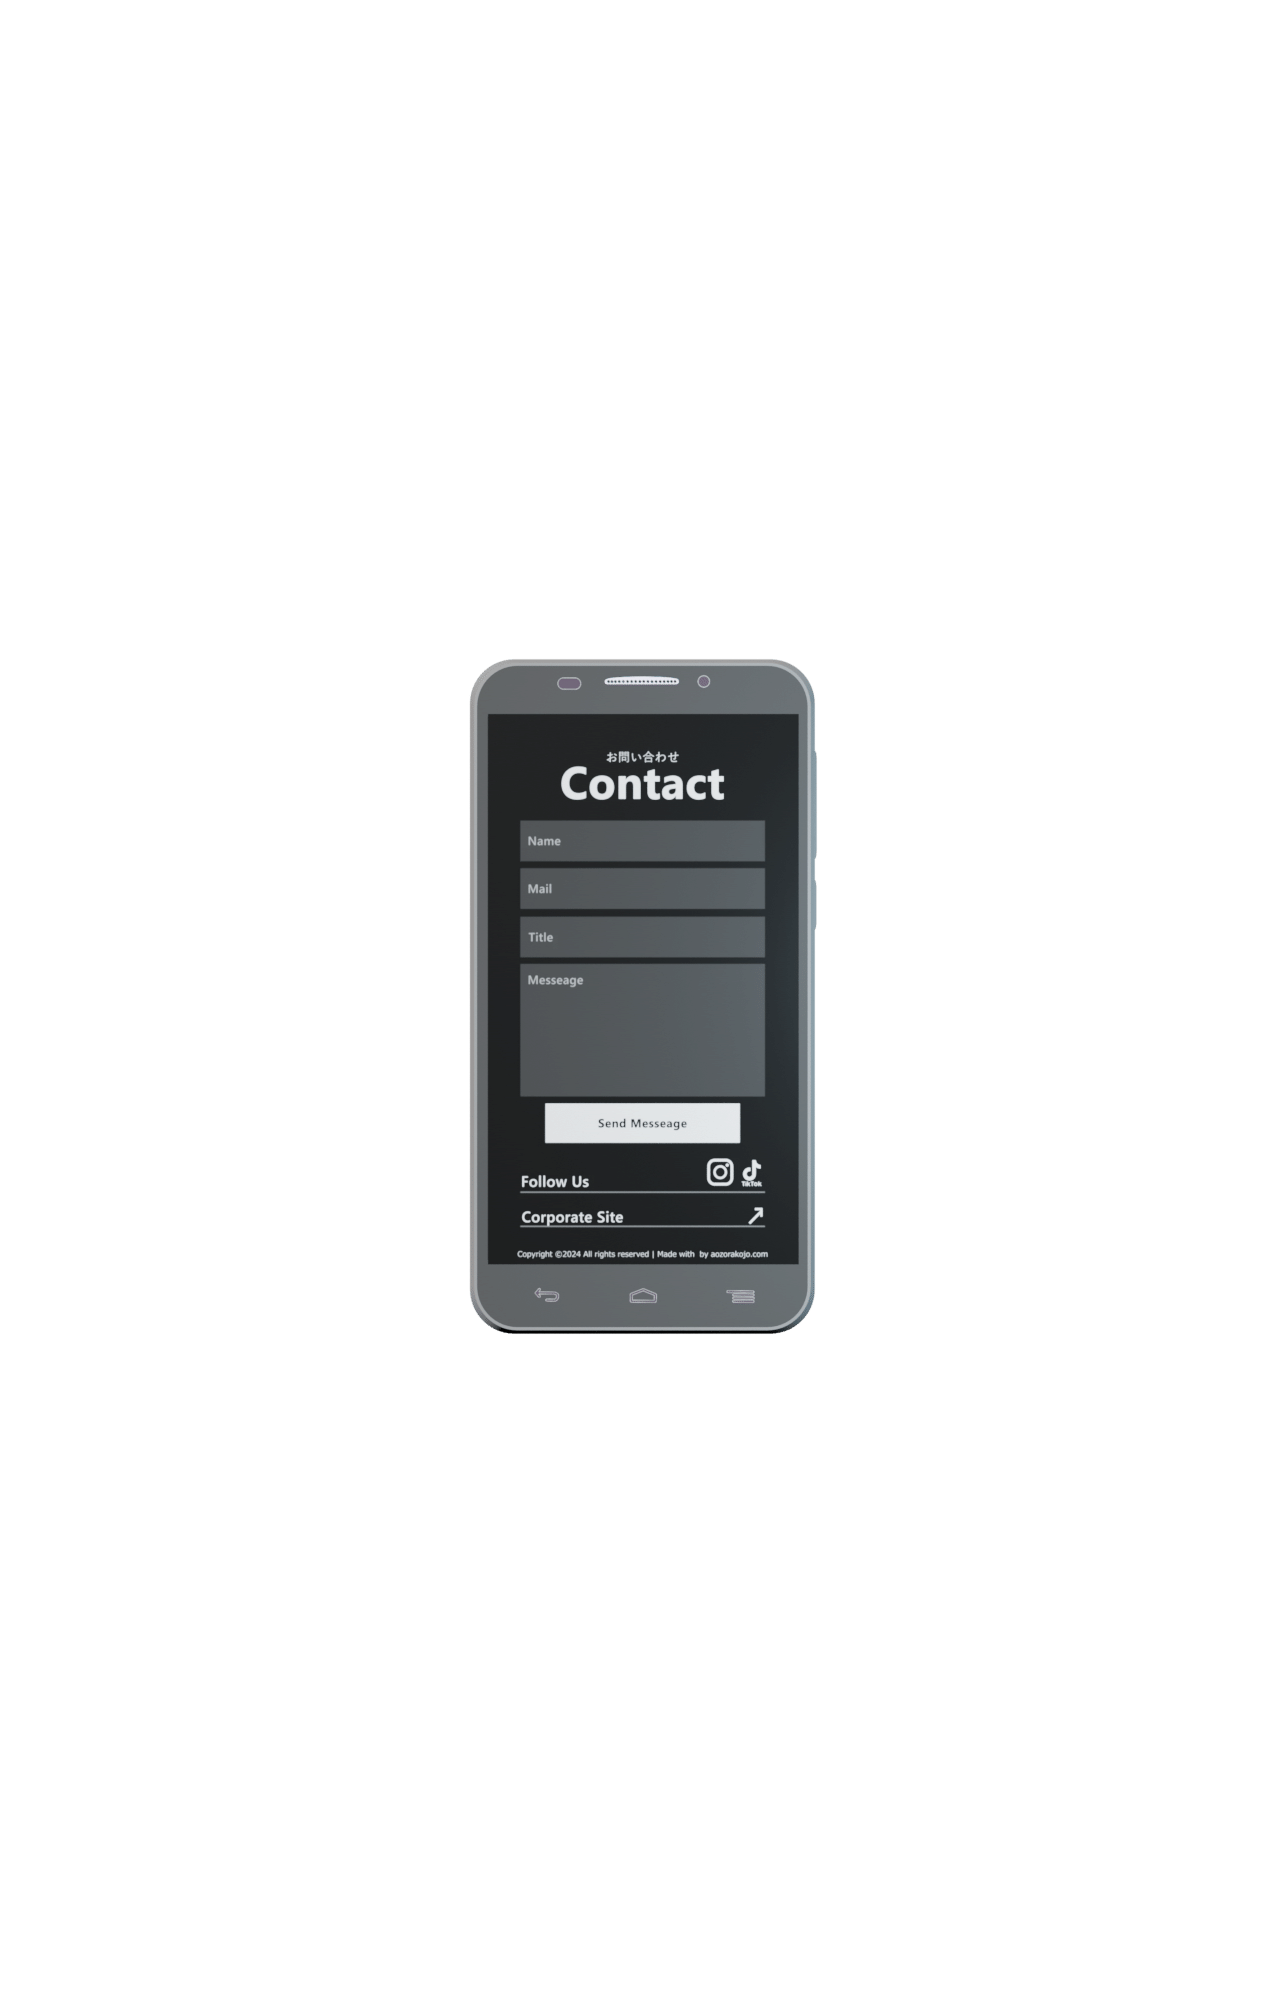 お問い合わせ
Contact
Name
Mail
Title
Messeage
Send Messeage
TikTok
Follow Us
Corporate Site
Copyright ©2024 All rights reserved | Made with by aozorakojo.com